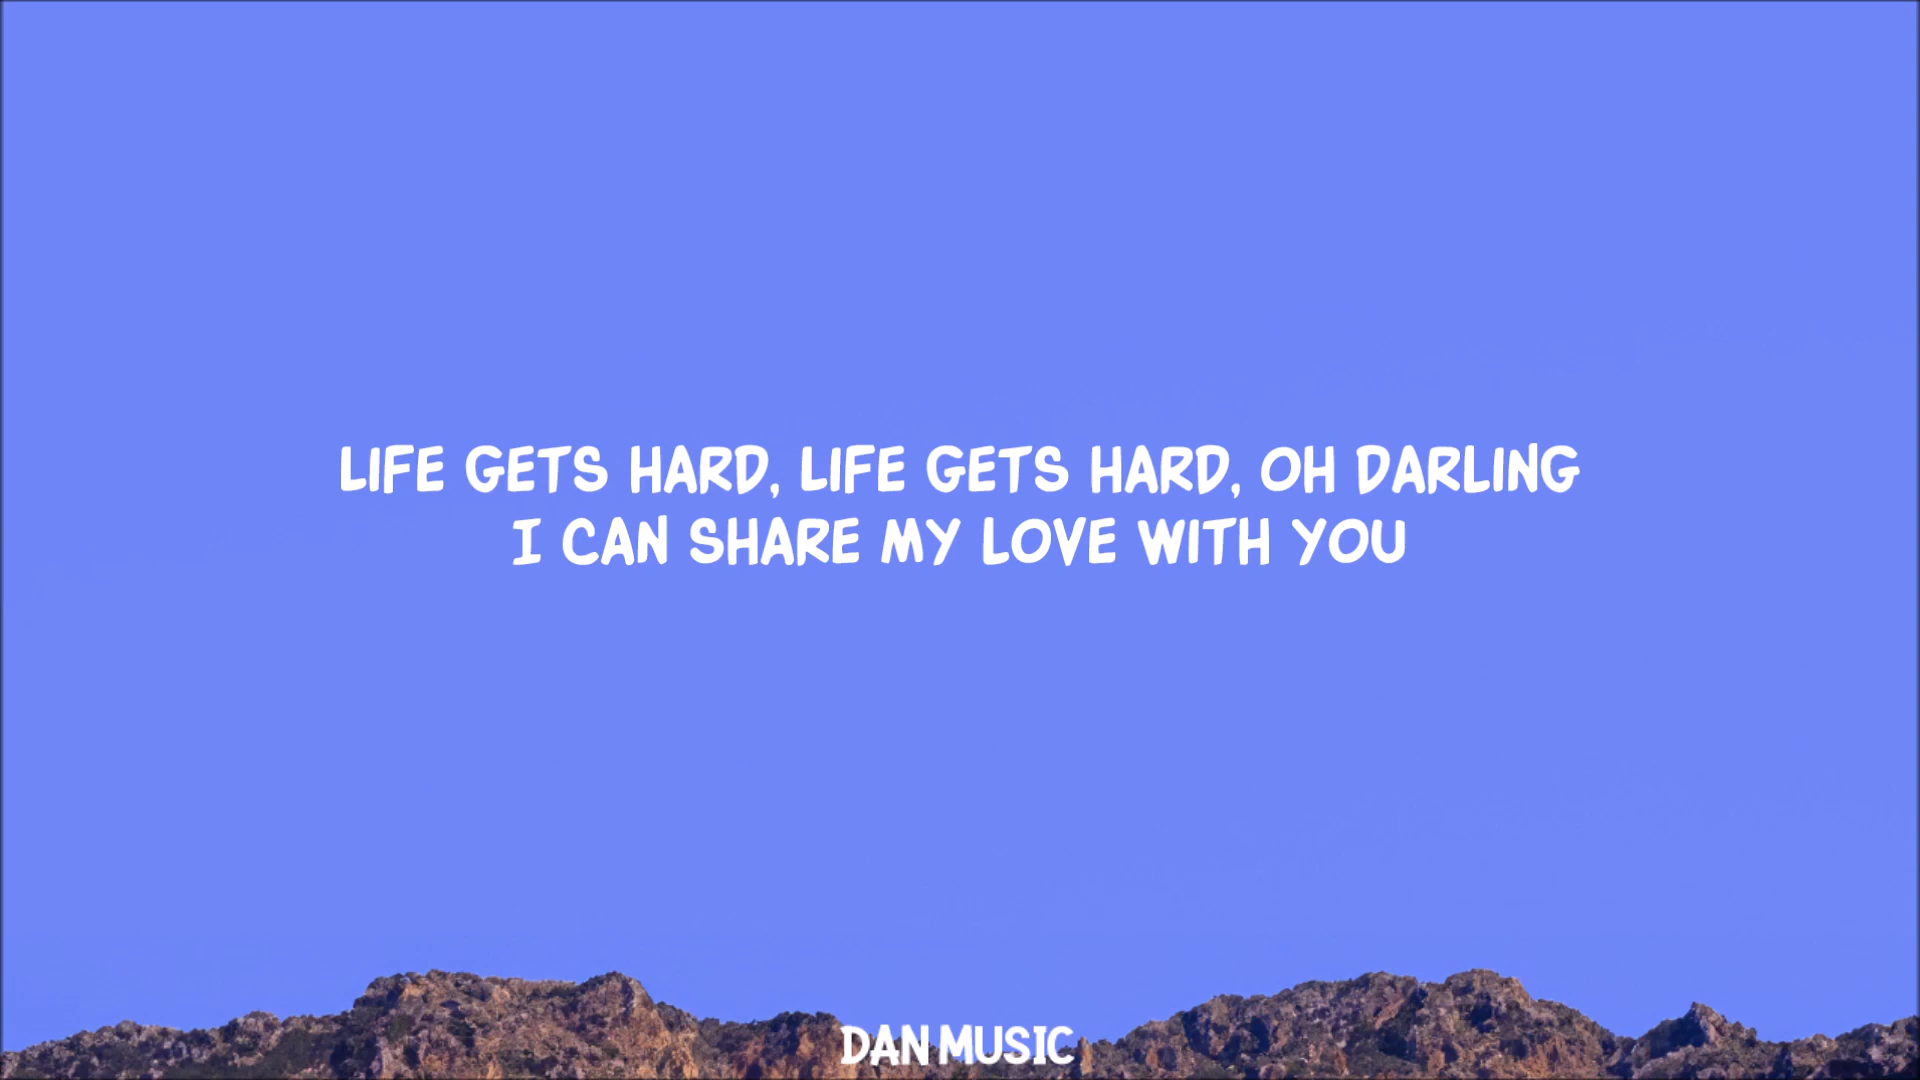 LIFE GETS HARD, LIFE GETS HARD, OH DARLING
I CAN SHARE MY LOVE WITH YOU
DAN MUSIC